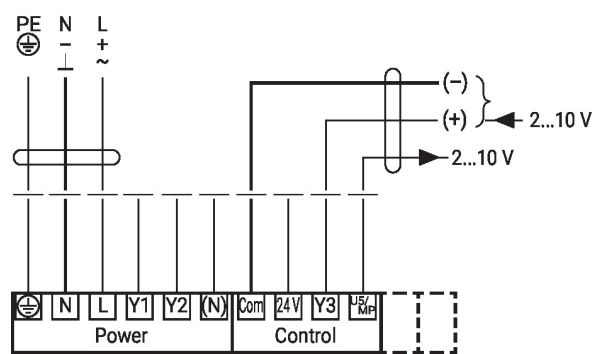 PE N L
– +
⊥ ~
(–)
(+) 2...10 V
2...10 V
N L Y1 Y2 (N) Com 24V Y3 U5/MP
Power Control